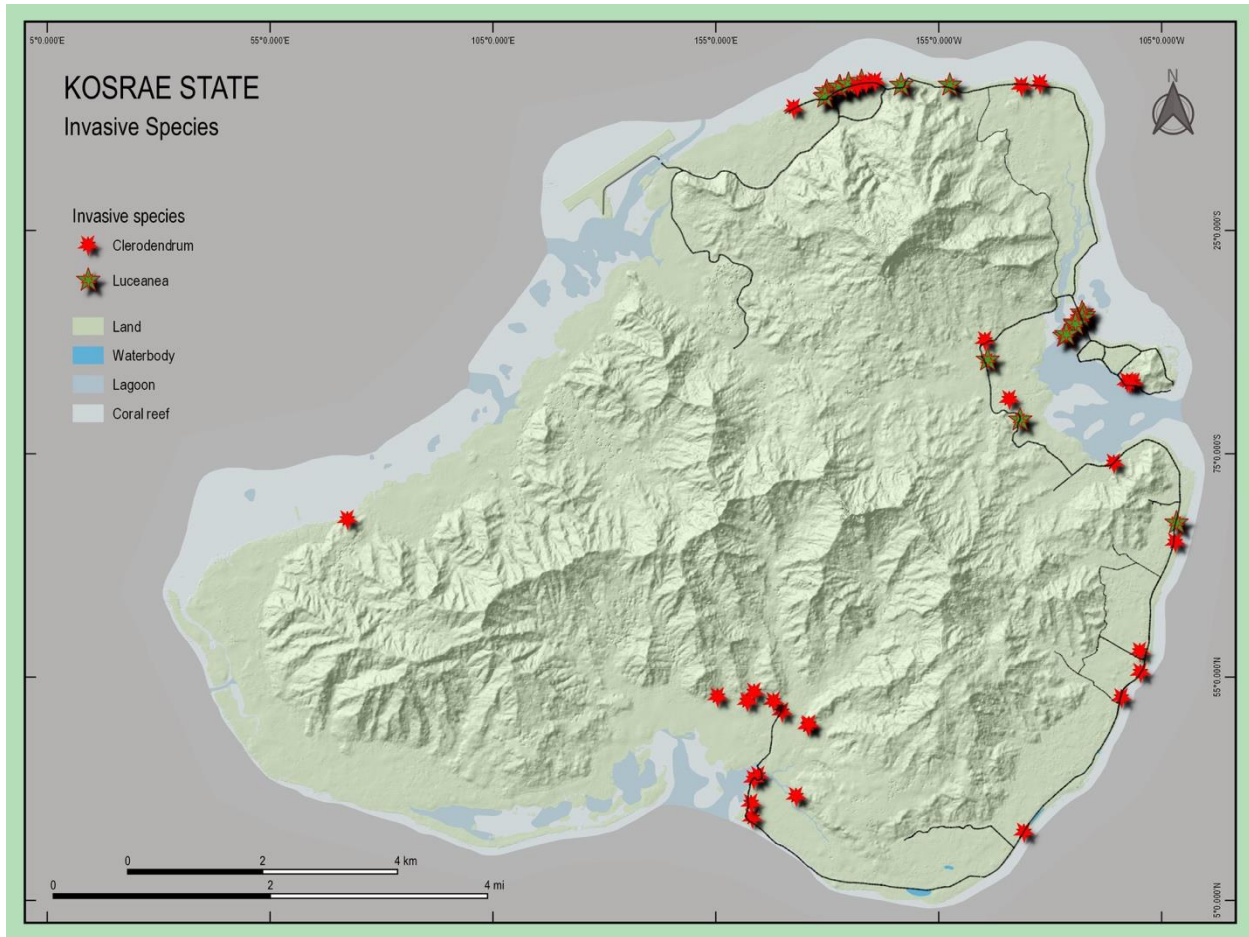 5°0.000'E 55°0.000'E 105°0.000'E 155°0.000'E 155°0.000'W 105°0.000'W
KOSRAE STATE
Invasive Species
N
Invasive species
Clerodendrum
Luceanea
Land
Waterbody
Lagoon
Coral reef
25°0.000'S
75°0.000'S
55°0.000'N
5°0.000'N
0 2 4 km
0 2 4 mi